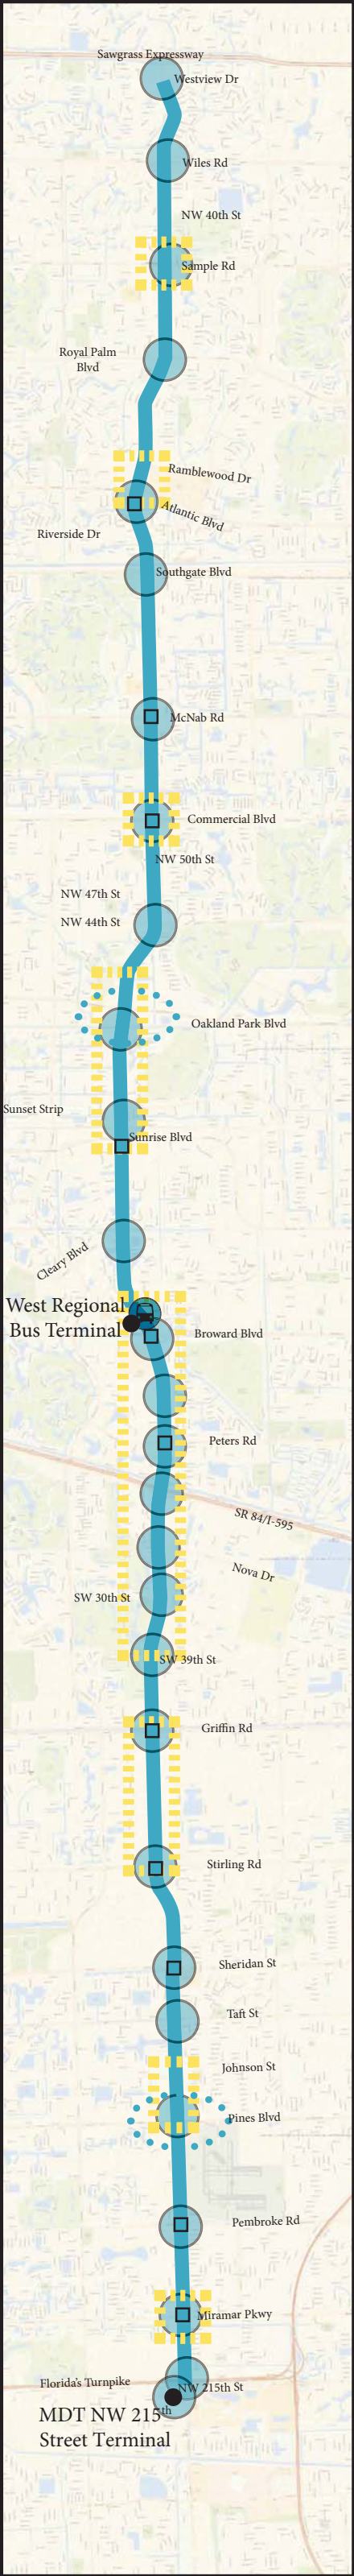 Sawgrass Expressway
Westview Dr
Wiles Rd
NW 40th St
Sample Rd
Royal Palm
Blvd
Ramblewood Dr
Atlantic Blvd
Riverside Dr
Southgate Blvd
McNab Rd
Commercial Blvd
NW 50th St
NW 47th St
NW 44th St
Oakland Park Blvd
Sunset Strip
Sunrise Blvd
Cleary Blvd
West Regional
Bus Terminal
Broward Blvd
Peters Rd
SR 84/I-595
Nova Dr
SW 30th St
SW 39th St
Griffin Rd
Stirling Rd
Sheridan St
Taft St
Johnson St
Pines Blvd
Pembroke Rd
Miramar Pkwy
Florida's Turnpike
NW 215th St
MDT NW 215th
Street Terminal